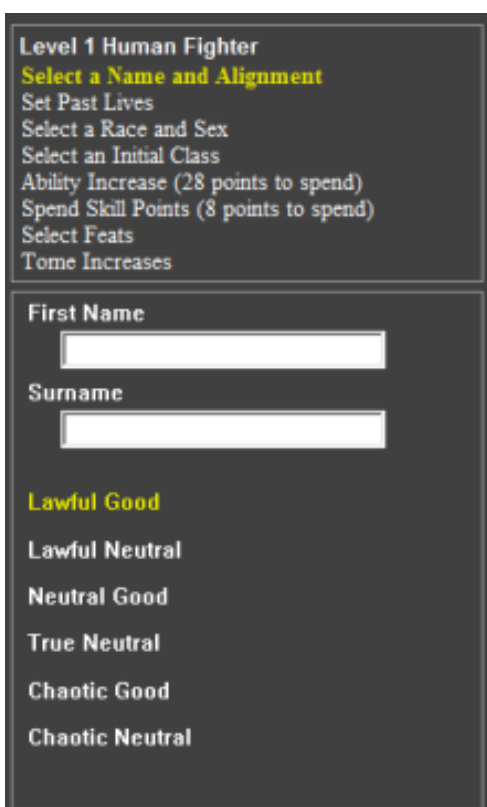 Level 1 Human Fighter
Select a Name and Alignment
Set Past Lives
Select a Race and Sex
Select an Initial Class
Ability Increase (28 points to spend)
Spend Skill Points (8 points to spend)
Select Feats
Tome Increases
First Name
Surname
Lawful Good
Lawful Neutral
Neutral Good
True Neutral
Chaotic Good
Chaotic Neutral